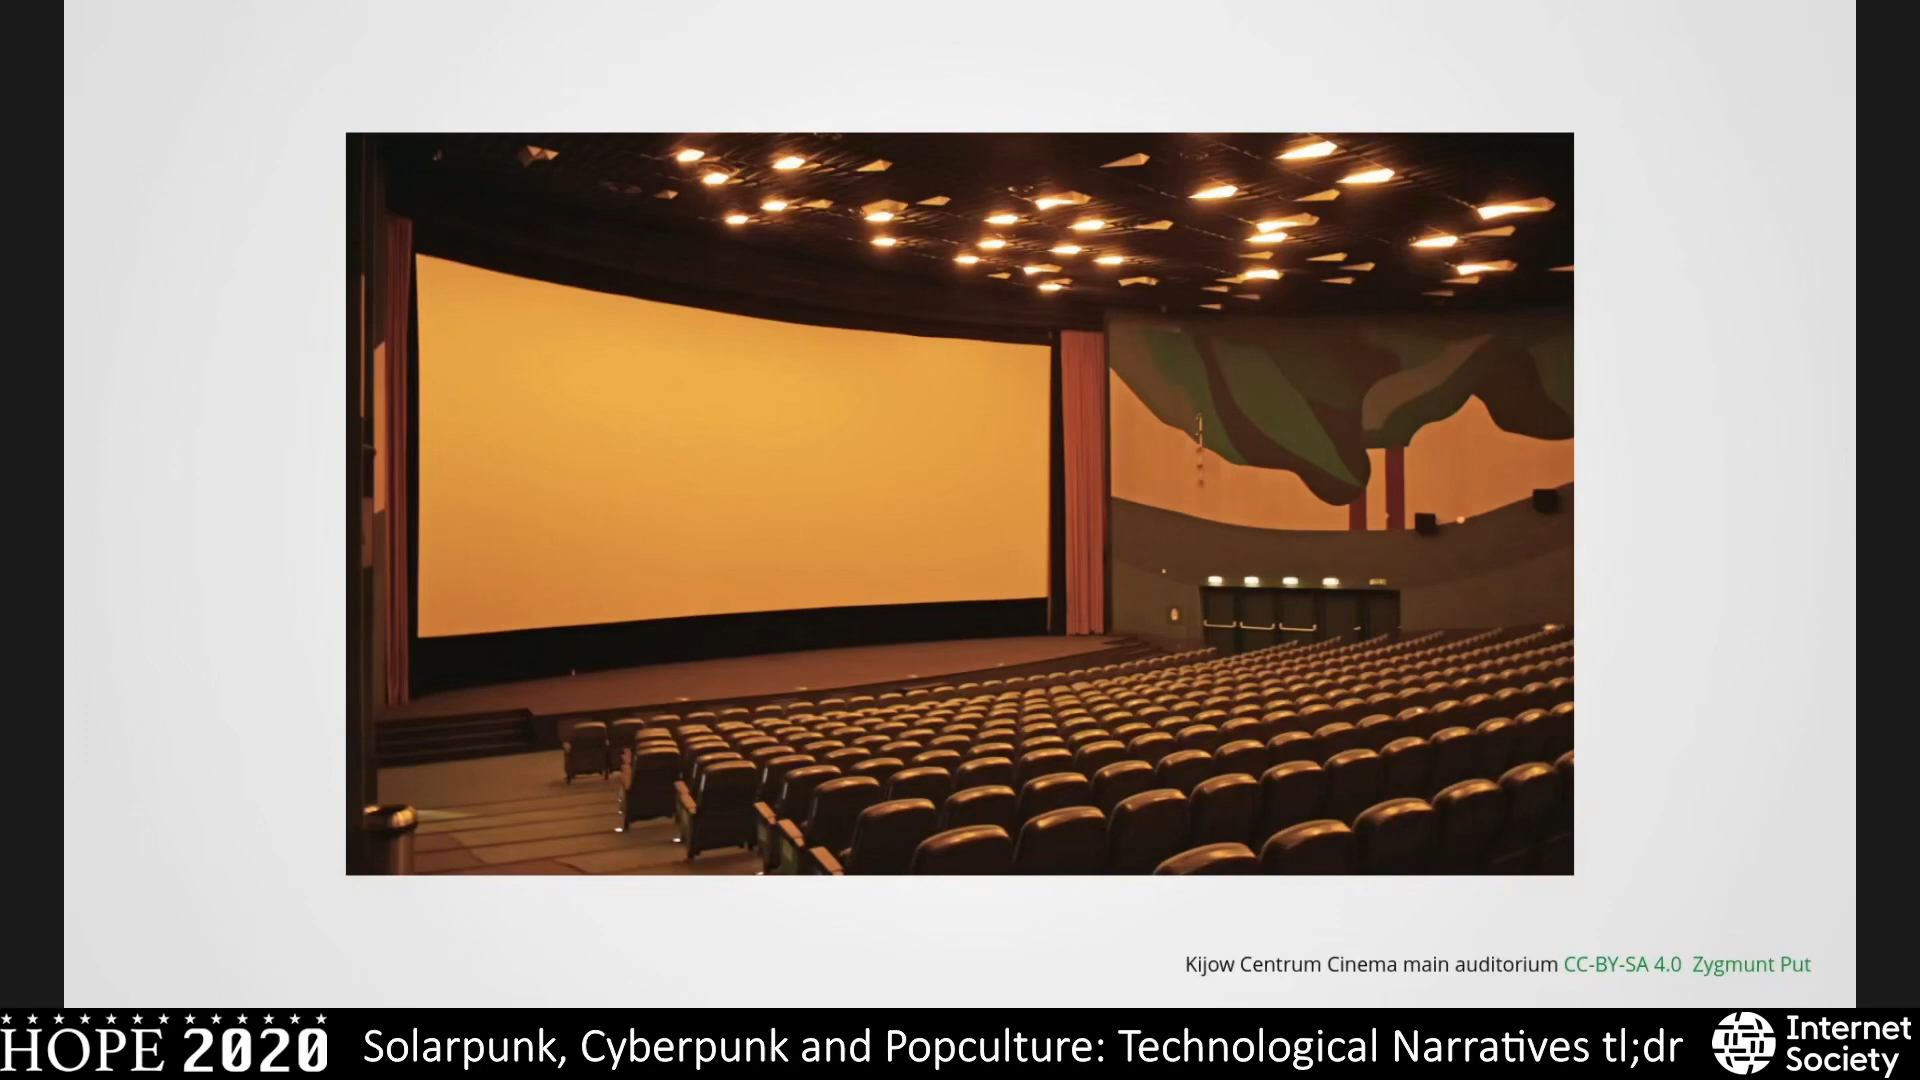 Kijow Centrum Cinema main auditorium CC-BY-SA 4.0 Zygmunt Put
HOPE 2020
Solarpunk, Cyberpunk and Popculture: Technological Narratives tl;dr
Internet
Society